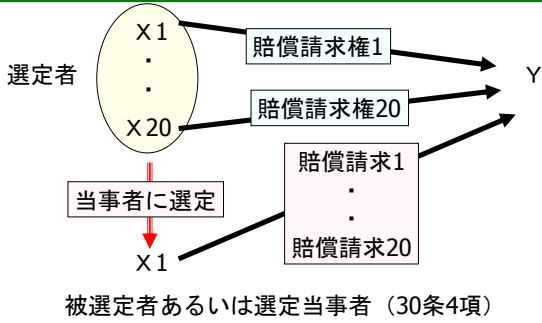 X1
・
・
X20
選定者
賠償請求権1
賠償請求権20
Y
当事者に選定
X1
賠償請求1
・
・
賠償請求20
被選定者あるいは選定当事者（30条4項）